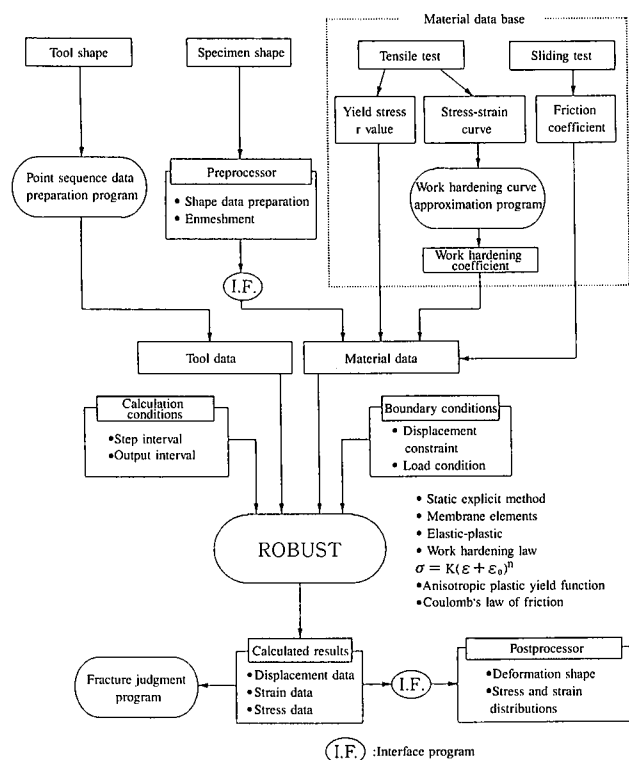 Material data base
Tool shape
Specimen shape
Tensile test
Sliding test
Yield stress
r value
Stress-strain
curve
Friction
coefficient
Point sequence data
preparation program
Preprocessor
• Shape data preparation
• Enmeshment
Work hardening curve
approximation program
Work hardening
coefficient
I.F.
Tool data
Material data
Calculation
conditions
•Step interval
•Output interval
Boundary conditions
• Displacement
constraint
• Load condition
ROBUST
• Static explicit method
• Membrane elements
• Elastic-plastic
• Work hardening law
σ = K(ε + ε₀)ⁿ
•Anisotropic plastic yield function
•Coulomb's law of friction
Fracture judgment
program
Calculated results
•Displacement data
•Strain data
•Stress data
I.F.
Postprocessor
•Deformation shape
•Stress and strain
distributions
I.F. :Interface program